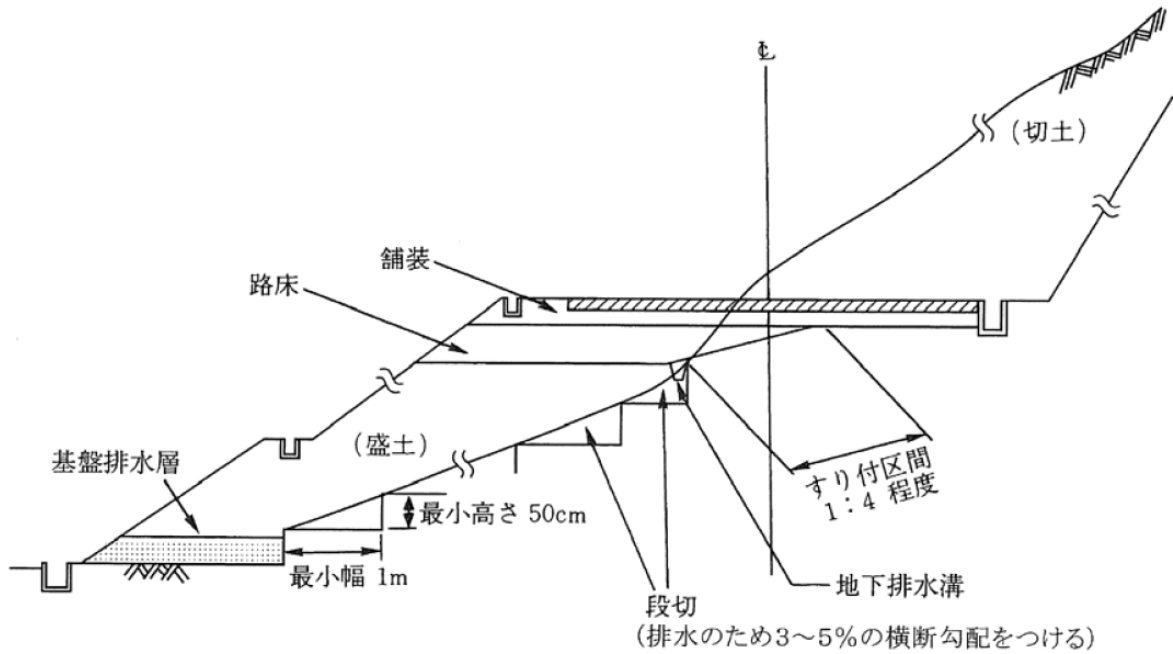 ℄
(切土)
舗装
路床
(盛土)
基盤排水層
最小高さ 50cm
最小幅 1m
すり付区間
1:4 程度
地下排水溝
段切
(排水のため3~5%の横断勾配をつける)